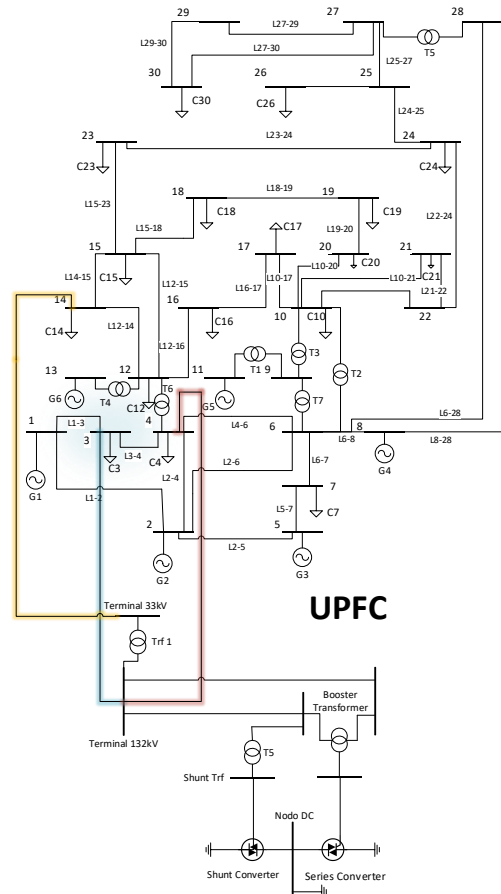 29 27 28
L27-29
L29-30 L27-30
T5
L25-27
30 26 25
C30 C26
L24-25
23 24
L23-24
C23 C24
18 L18-19 19
L15-23 C18 C19
L22-24
L15-18 C17 L19-20
15 17 20 21
L14-15 C15 L12-15 L16-17 L10-17 L10-20 C20 L10-21 C21
L21-22
14 16 10 22
C14 L12-14 C16 C10
L12-16
T3
13 12 11 T1 9 T2
T4 T6
G6 C12 G5 T7
1 L1-3 4 6 8 L6-28
3 L4-6 L6-8 L8-28
L3-4
C3 C4 G4
G1 L2-4 L2-6 L6-7
7
L1-2 L5-7 C7
2 5
L2-5
G2 G3
UPFC
Terminal 33kV
Trf 1
Booster
Transformer
Terminal 132kV
T5
Shunt Trf
Nodo DC
Shunt Converter Series Converter